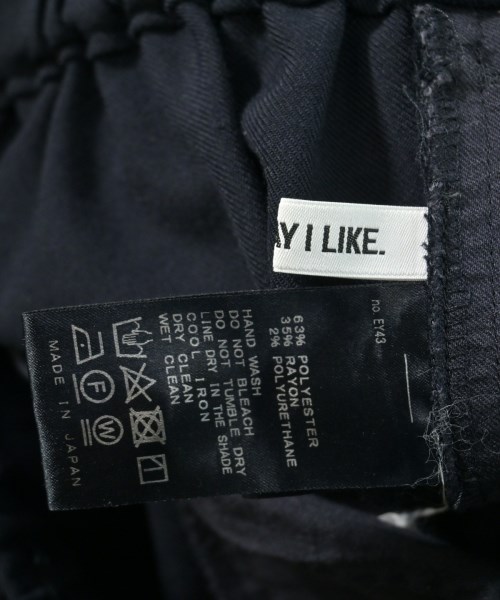 AY I LIKE.
no. EY43
63% POLYESTER
35% RAYON
2% POLYURETHANE
HAND WASH
DO NOT BLEACH
DO NOT TUMBLE DRY
LINE DRY IN THE SHADE
COOL IRON
DRY CLEAN
WET CLEAN
F
W
MADE IN JAPAN